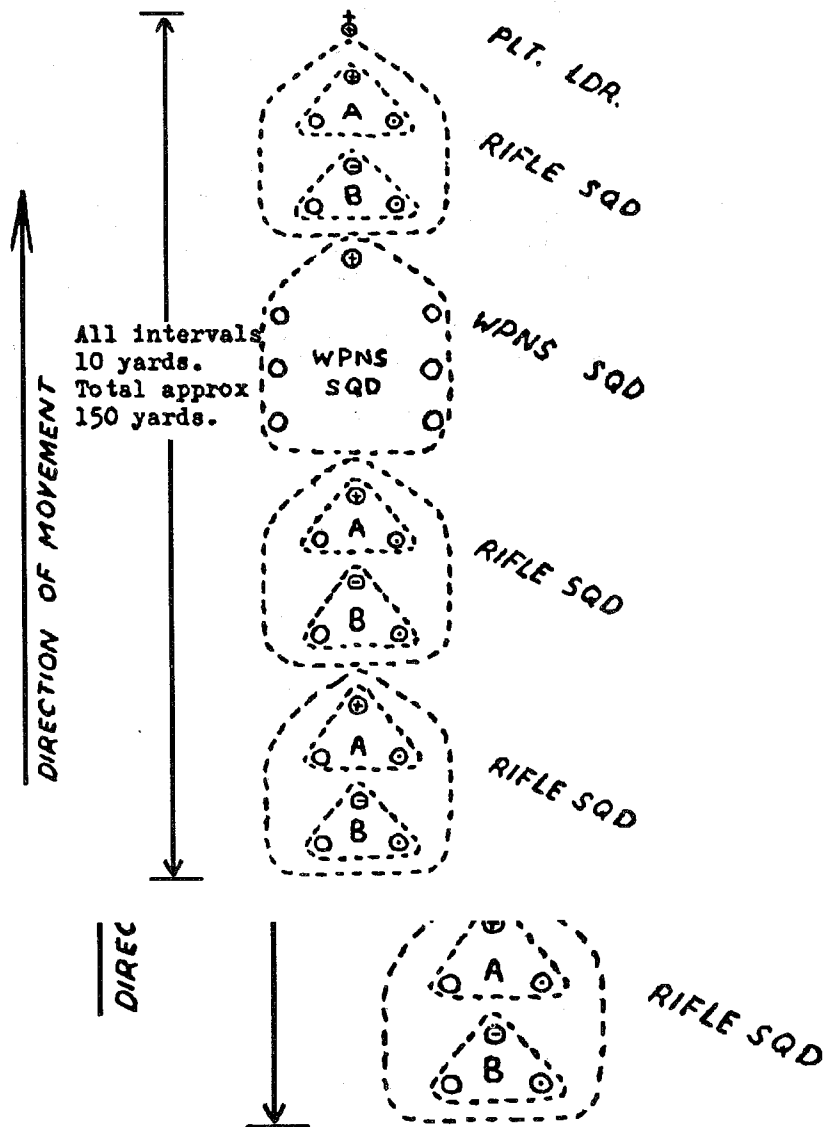 PLT. LDR.
A
RIFLE SQD
B
WPNS SQD
All intervals
10 yards.
Total approx
150 yards.
WPNS
SQD
DIRECTION OF MOVEMENT
A
RIFLE SQD
B
A
RIFLE SQD
B
DIREC
A
RIFLE SQD
B